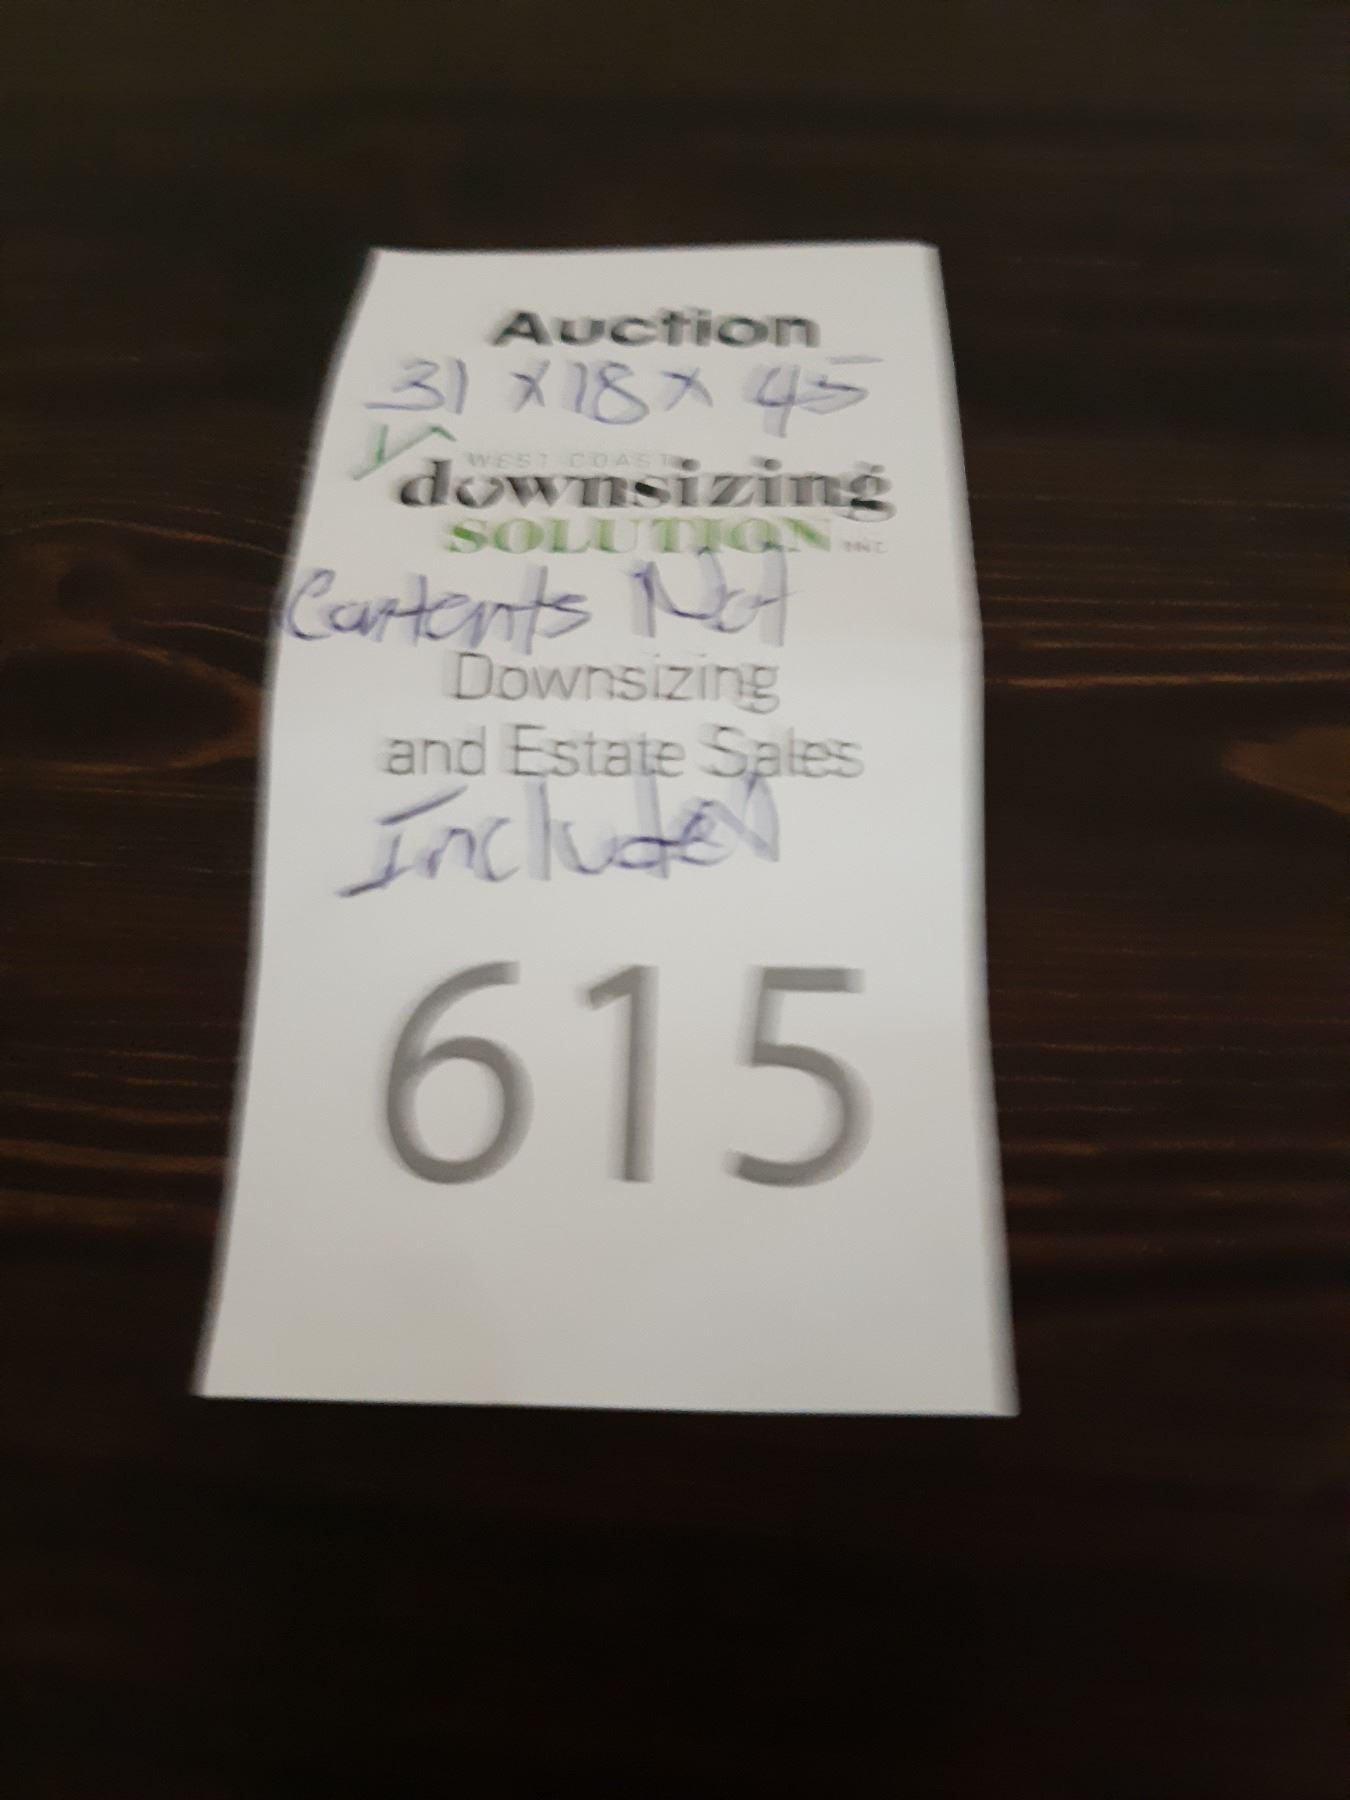 Auction
31 x 18 x 45
WEST COAST
downsizing
SOLUTION INC
Contents Not
Downsizing
and Estate Sales
Included
615